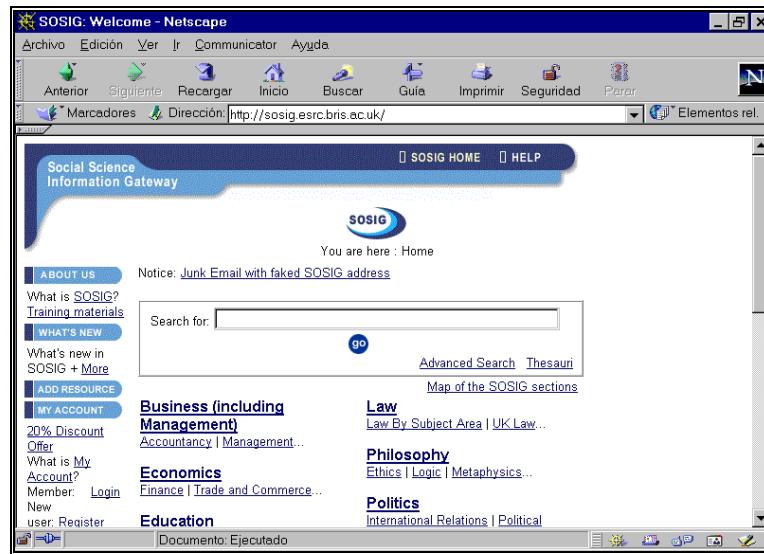 SOSIG: Welcome - Netscape
Archivo Edición Ver Ir Communicator Ayuda
Anterior Siguiente Recargar Inicio Buscar Guía Imprimir Seguridad Parar
N
Marcadores Dirección: http://sosig.esrc.bris.ac.uk/ Elementos rel.
SOSIG HOME HELP
Social Science
Information Gateway
SOSIG
You are here : Home
ABOUT US
What is SOSIG?
Training materials
WHAT'S NEW
What's new in
SOSIG + More
ADD RESOURCE
MY ACCOUNT
20% Discount
Offer
What is My
Account?
Member: Login
New
user: Register
Notice: Junk Email with faked SOSIG address
Search for:
go
Advanced Search Thesauri
Map of the SOSIG sections
Business (including
Management)
Accountancy | Management...
Economics
Finance | Trade and Commerce...
Education
Law
Law By Subject Area | UK Law...
Philosophy
Ethics | Logic | Metaphysics...
Politics
International Relations | Political
Documento: Ejecutado